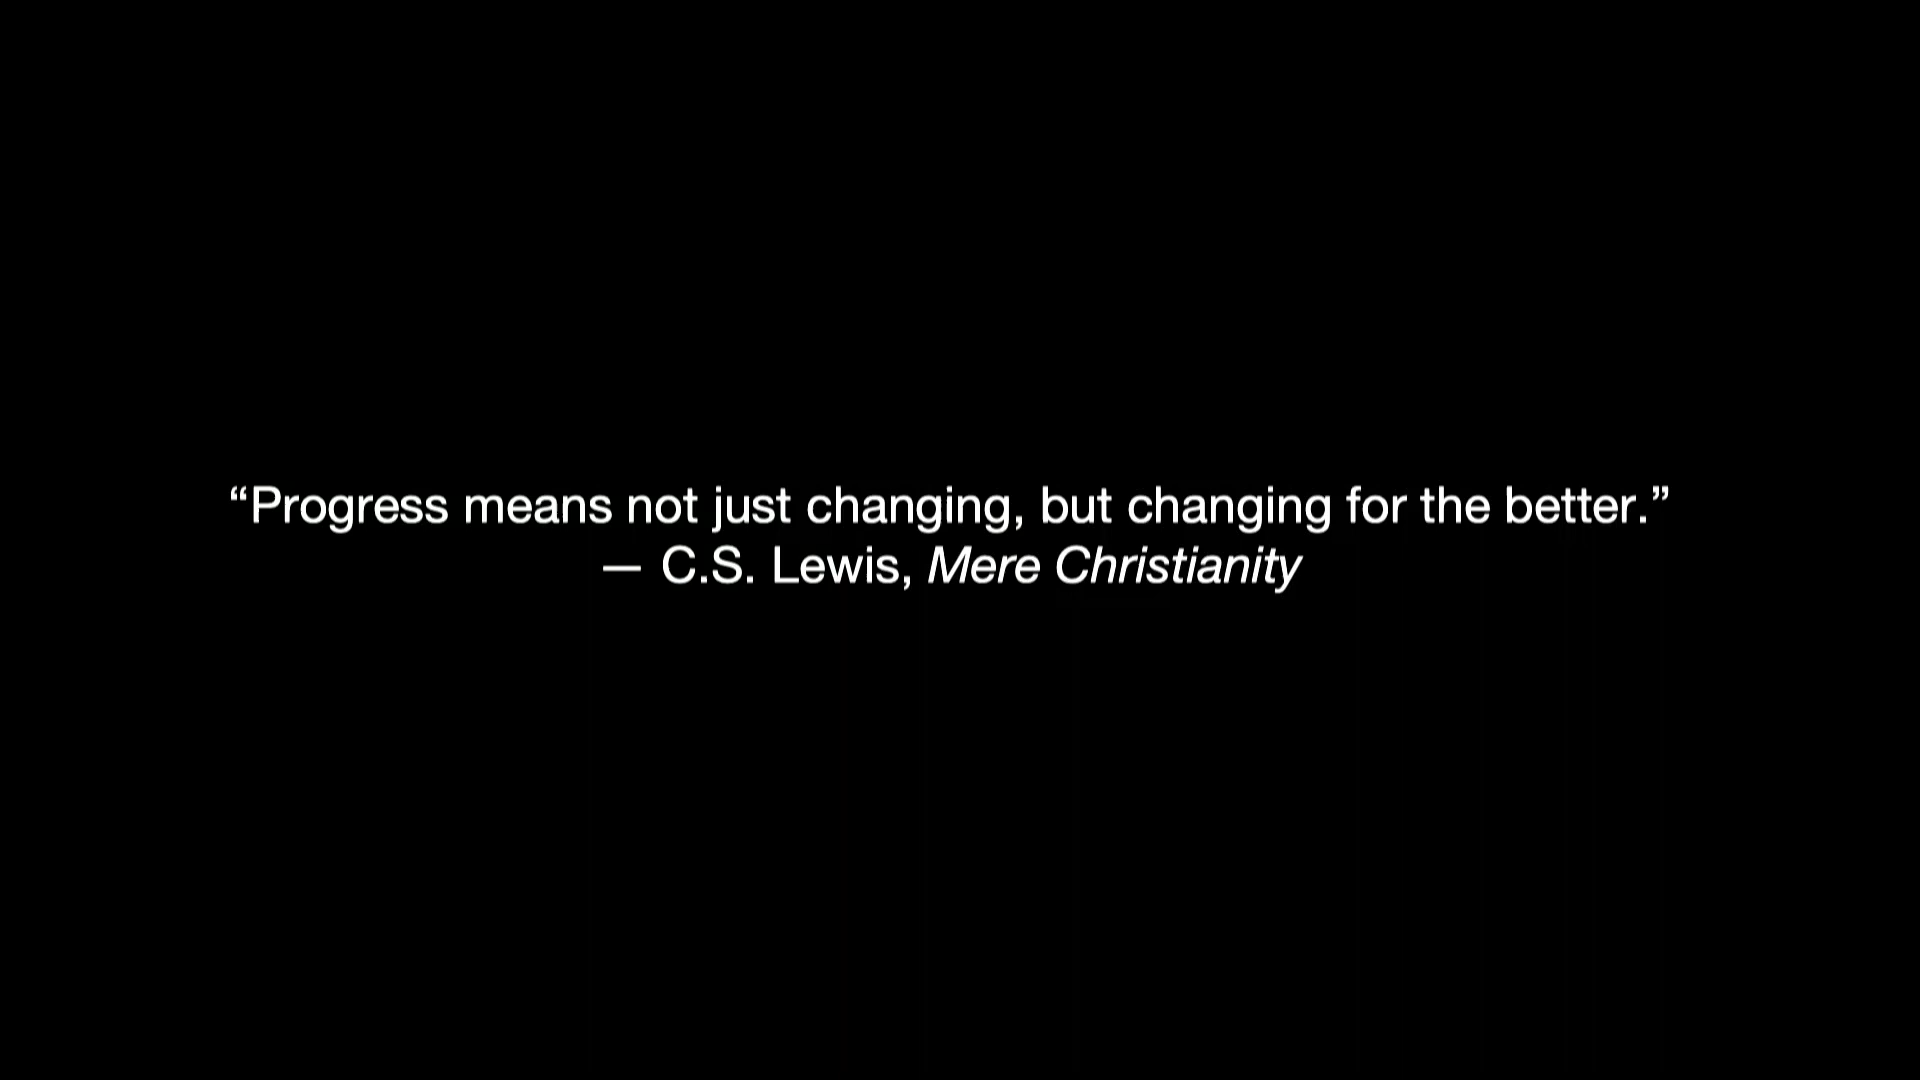 “Progress means not just changing, but changing for the better.”
— C.S. Lewis, Mere Christianity